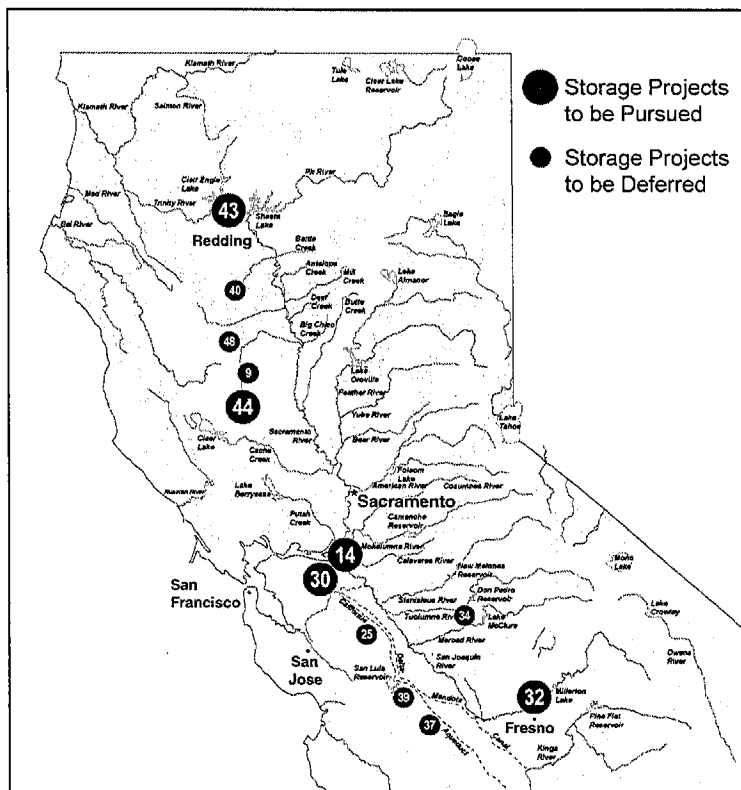 Klamath River
Tule
Lake
Clear Lake
Reservoir
Goose
Lake
Klamath River
Salmon River
Storage Projects
to be Pursued
Storage Projects
to be Deferred
Clair Engle
Lake
Pit River
Mad River
Trinity River
43
Shasta
Lake
Eel River
Redding
Eagle
Lake
Battle
Creek
Antelope
Creek
Mill
Creek
Lake
Almanor
40
Deer
Creek
Butte
Creek
Big Chico
Creek
48
9
Lake
Oroville
Feather River
44
Yuba River
Lake
Tahoe
Sacramento
River
Bear River
Clear
Lake
Cache
Creek
Folsom
Lake
American River
Cosumnes River
Russian River
Lake
Berryessa
Sacramento
Putah
Creek
Camanche
Reservoir
Mokelumne River
14
Calaveras River
Mono
Lake
30
New Melones
Reservoir
San
Francisco
Don Pedro
Reservoir
Stanislaus River
Tuolumne River
34
Lake
McClure
Lake
Crowley
California
25
Merced River
San
Jose
Delta
San Joaquin
River
Owens
River
San Luis
Reservoir
39
Mendota
32
Millerton
Lake
37
Aqueduct
Canal
Fresno
Pine Flat
Reservoir
Kings
River